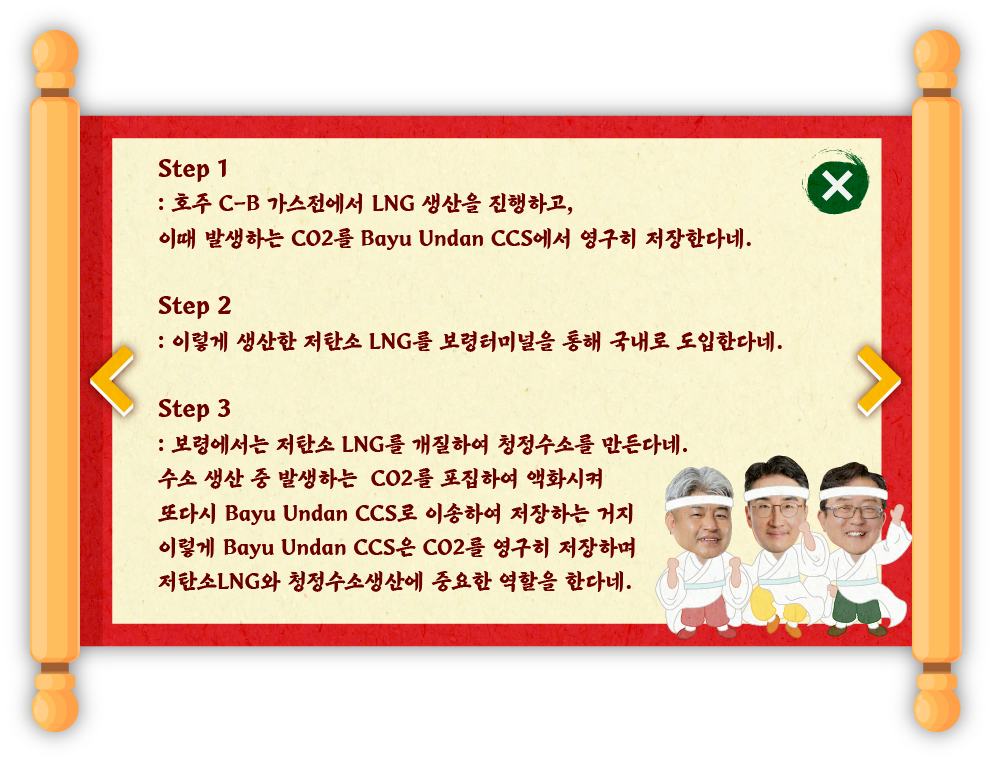 Step 1
: 호주 C-B 가스전에서 LNG 생산을 진행하고,
이때 발생하는 CO2를 Bayu Undan CCS에서 영구히 저장한다네.
Step 2
: 이렇게 생산한 저탄소 LNG를 보령터미널을 통해 국내로 도입한다네.
Step 3
: 보령에서는 저탄소 LNG를 개질하여 청정수소를 만든다네.
수소 생산 중 발생하는 CO2를 포집하여 액화시켜
또다시 Bayu Undan CCS로 이송하여 저장하는 거지
이렇게 Bayu Undan CCS은 CO2를 영구히 저장하며
저탄소LNG와 청정수소생산에 중요한 역할을 한다네.